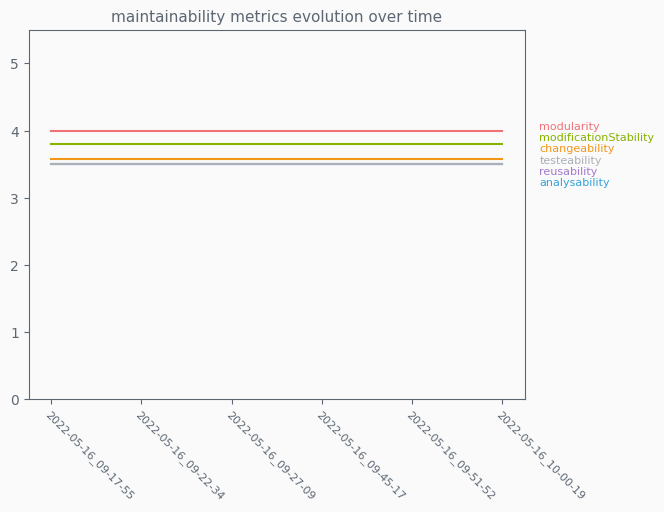 maintainability metrics evolution over time
5
4
3
2
1
0
modularity
modificationStability
changeability
testeability
reusability
analysability
2022-05-16_09-17-55
2022-05-16_09-22-34
2022-05-16_09-27-09
2022-05-16_09-45-17
2022-05-16_09-51-52
2022-05-16_10-00-19